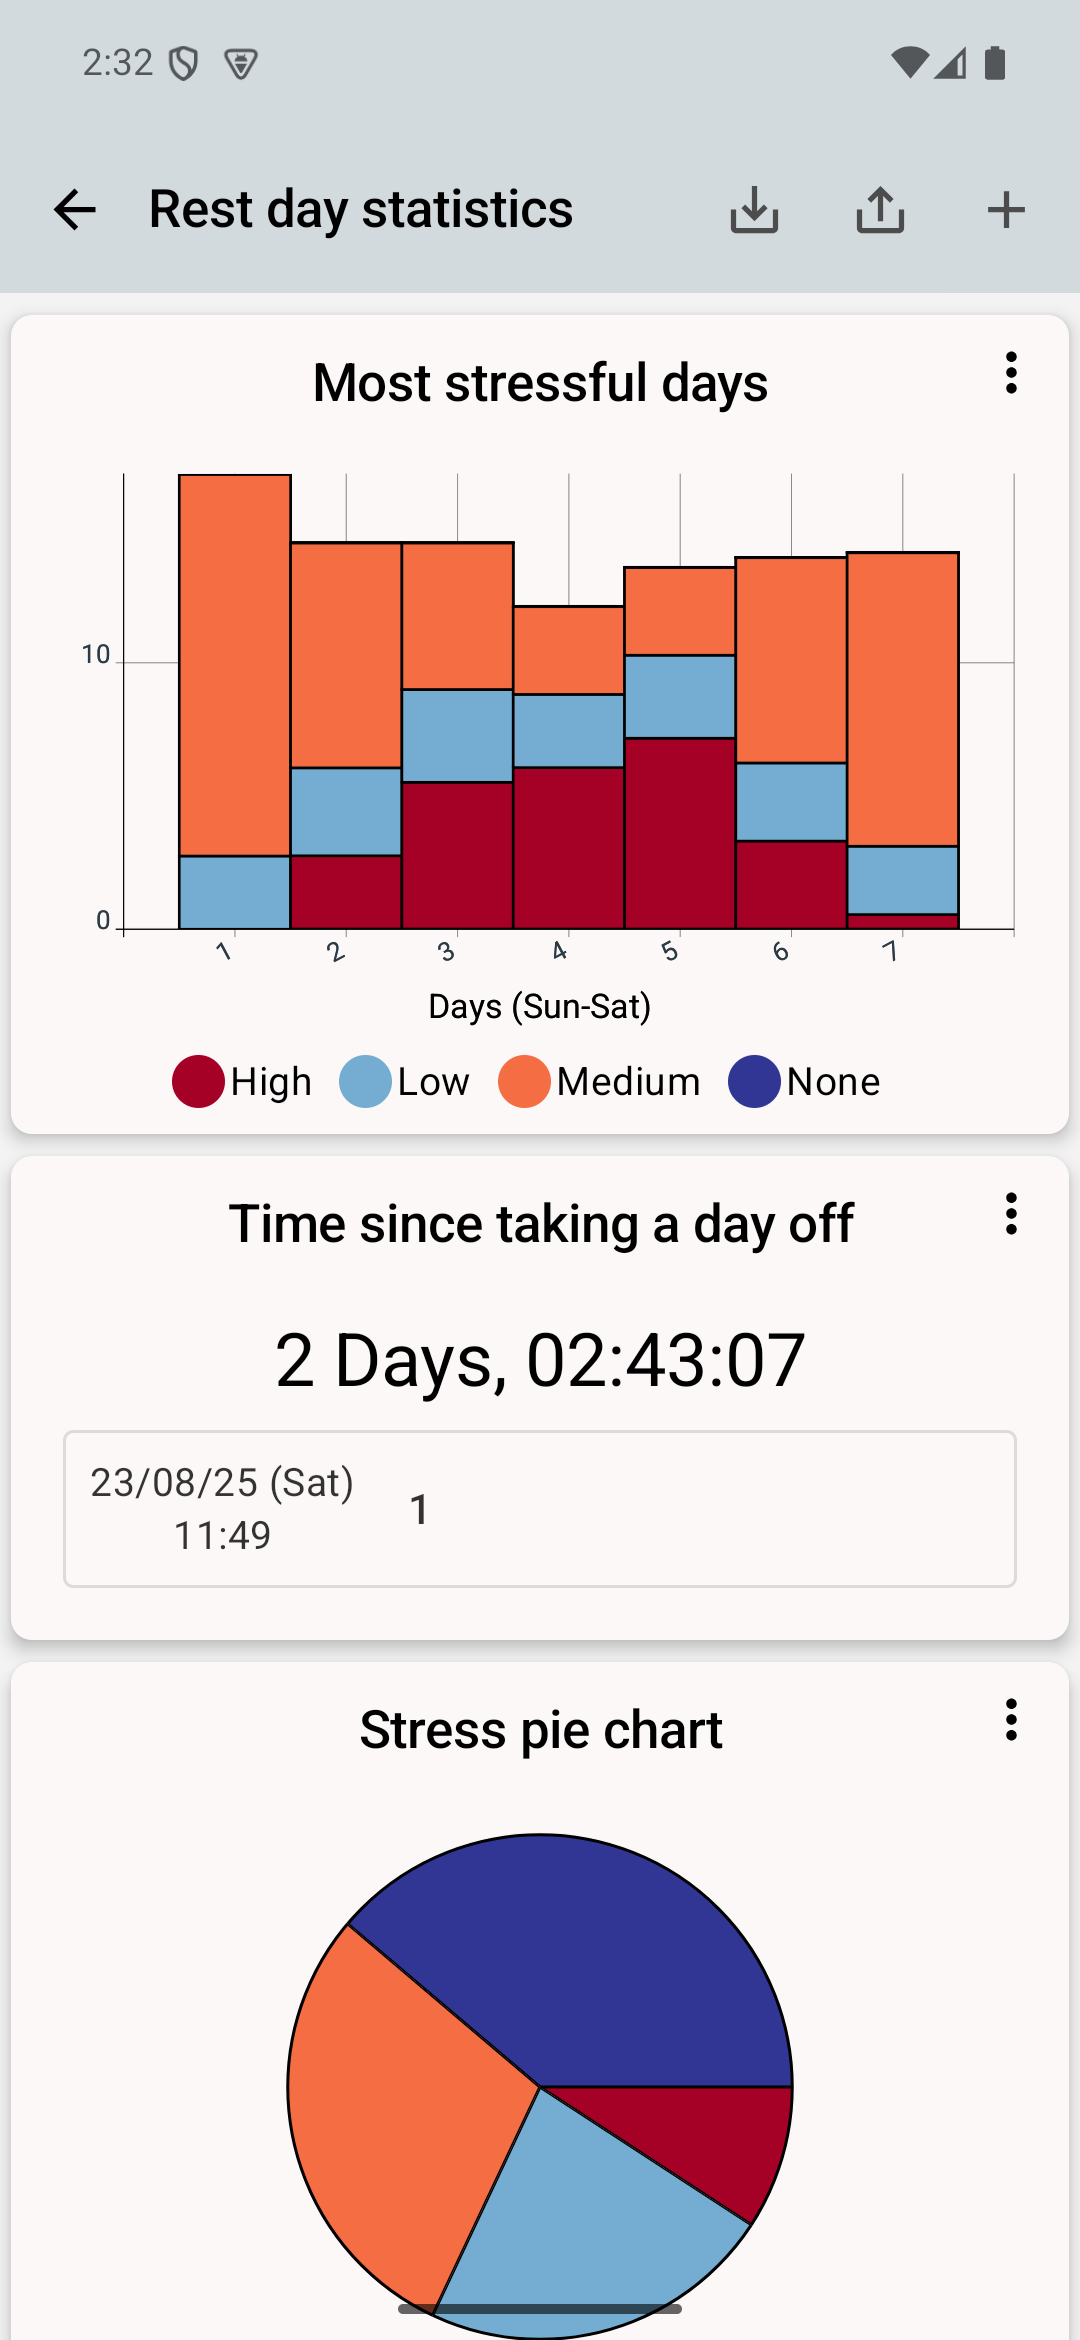 2:32
Rest day statistics
Most stressful days
10
0
1 2 3 4 5 6 7
Days (Sun-Sat)
High Low Medium None
Time since taking a day off
2 Days, 02:43:07
23/08/25 (Sat)
11:49
1
Stress pie chart